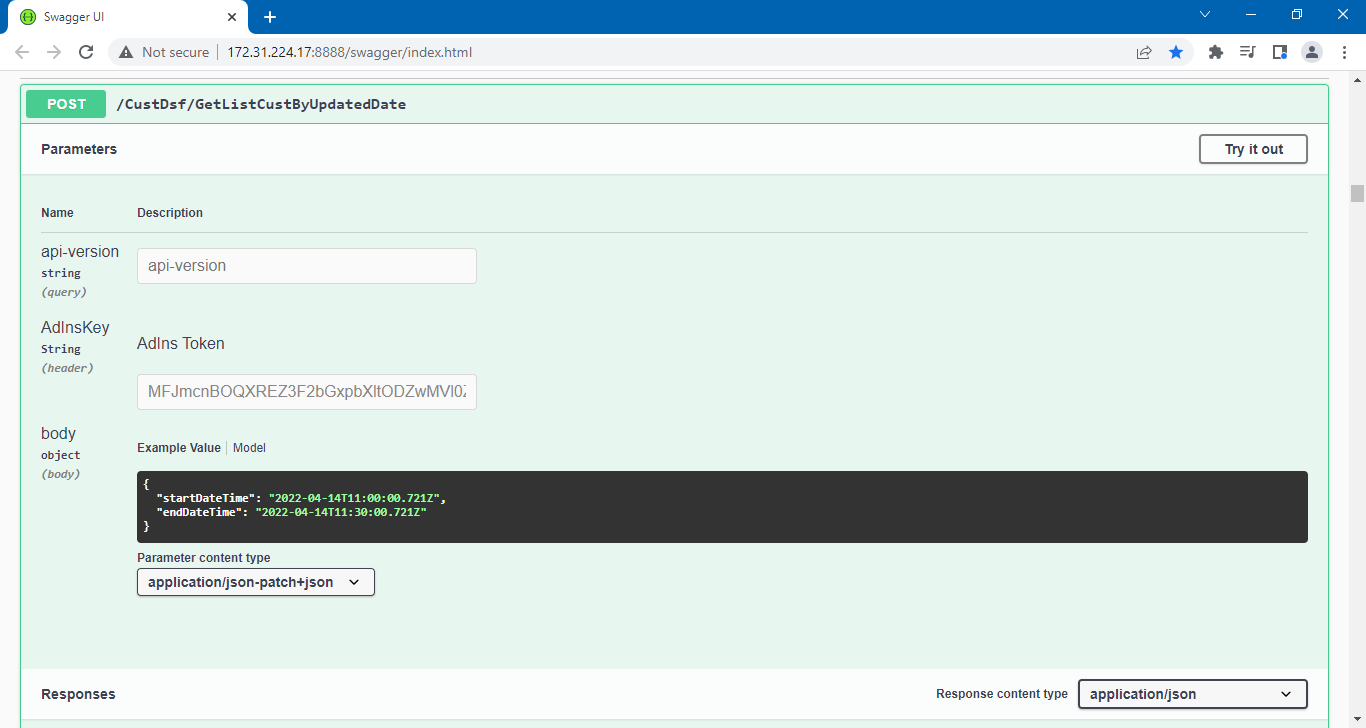 Swagger UI
Not secure
172.31.224.17:8888/swagger/index.html
POST /CustDsf/GetListCustByUpdatedDate
Parameters
Try it out
Name Description
api-version
string
(query)
api-version
AdInsKey
String
(header)
AdIns Token
body
object
(body)
Example Value Model
{
"startDateTime": "2022-04-14T11:00:00.721Z",
"endDateTime": "2022-04-14T11:30:00.721Z"
}
Parameter content type
application/json-patch+json
Responses
Response content type application/json